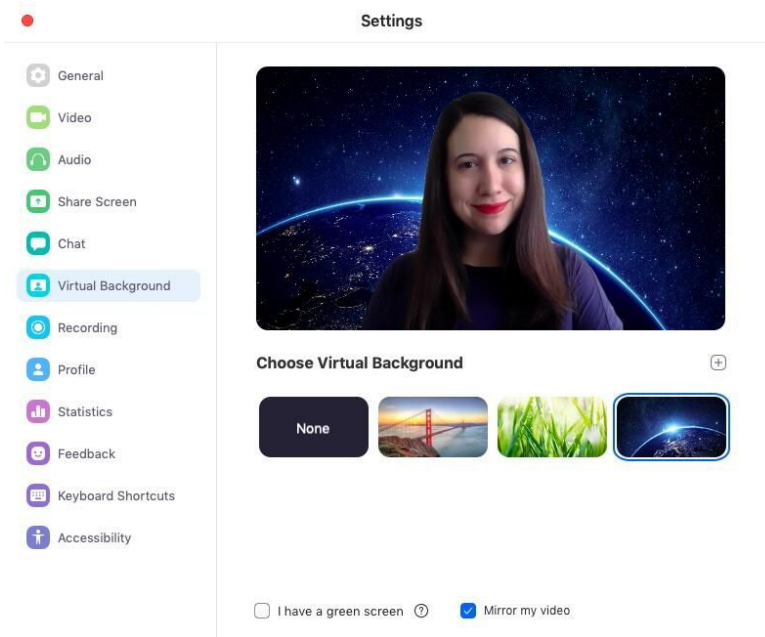 Settings
General
Video
Audio
Share Screen
Chat
Virtual Background
Recording
Profile
Statistics
Feedback
Keyboard Shortcuts
Accessibility
Choose Virtual Background
None
I have a green screen ?
Mirror my video